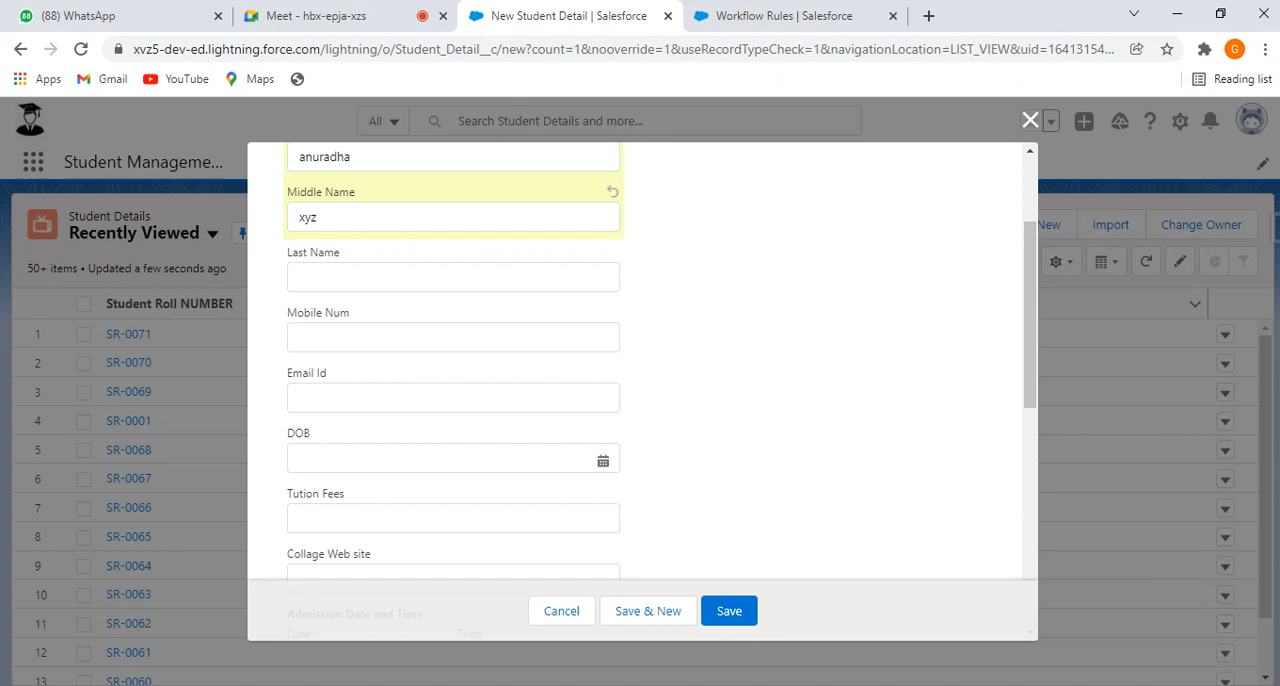 88 (88) WhatsApp
Meet - hbx-epja-xzs
New Student Detail | Salesforce
Workflow Rules | Salesforce
xvz5-dev-ed.lightning.force.com/lightning/o/Student_Detail__c/new?count=1&nooverride=1&useRecordTypeCheck=1&navigationLocation=LIST_VIEW&uid=16413154...
G
Apps
Gmail
YouTube
Maps
Reading list
All
Search Student Details and more...
Student Manageme...
Student Details
Recently Viewed
New
Import
Change Owner
50+ items • Updated a few seconds ago
Student Roll NUMBER
1 SR-0071
2 SR-0070
3 SR-0069
4 SR-0001
5 SR-0068
6 SR-0067
7 SR-0066
8 SR-0065
9 SR-0064
10 SR-0063
11 SR-0062
12 SR-0061
13 SR-0060
anuradha
Middle Name
xyz
Last Name
Mobile Num
Email Id
DOB
Tution Fees
Collage Web site
Admission Date and Time
Date
Time
Cancel
Save & New
Save